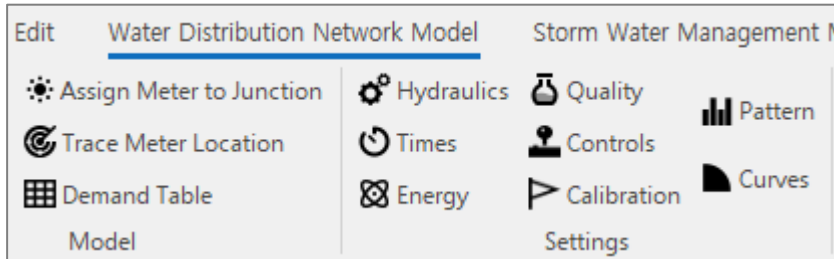 Edit Water Distribution Network Model Storm Water Management
Assign Meter to Junction Hydraulics Quality Pattern
Trace Meter Location Times Controls
Demand Table Energy Calibration Curves
Model Settings